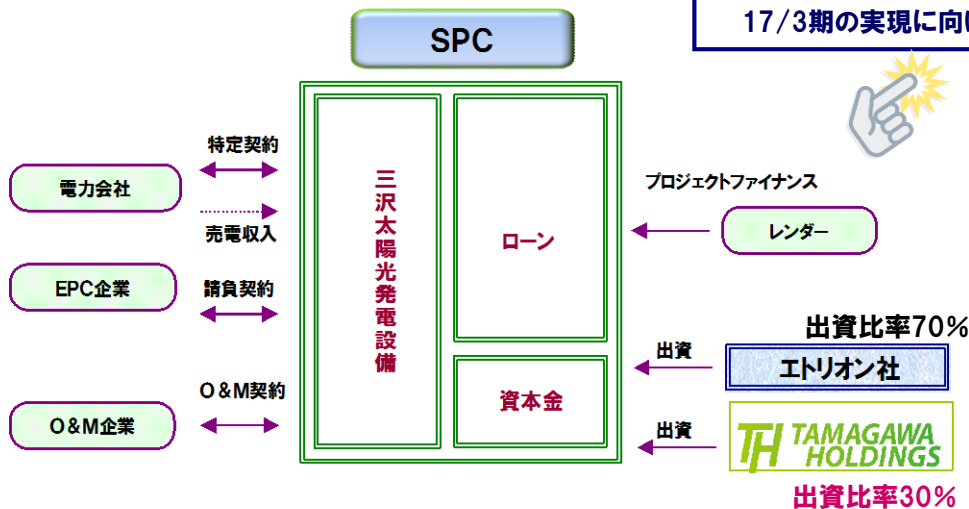 17/3期の実現に向け
SPC
特定契約
電力会社
売電収入
EPC企業
請負契約
O&M契約
O&M企業
三沢太陽光発電設備
ローン
資本金
プロジェクトファイナンス
レンダー
出資比率70%
出資
エトリオン社
出資
TH TAMAGAWA
HOLDINGS
出資比率30%